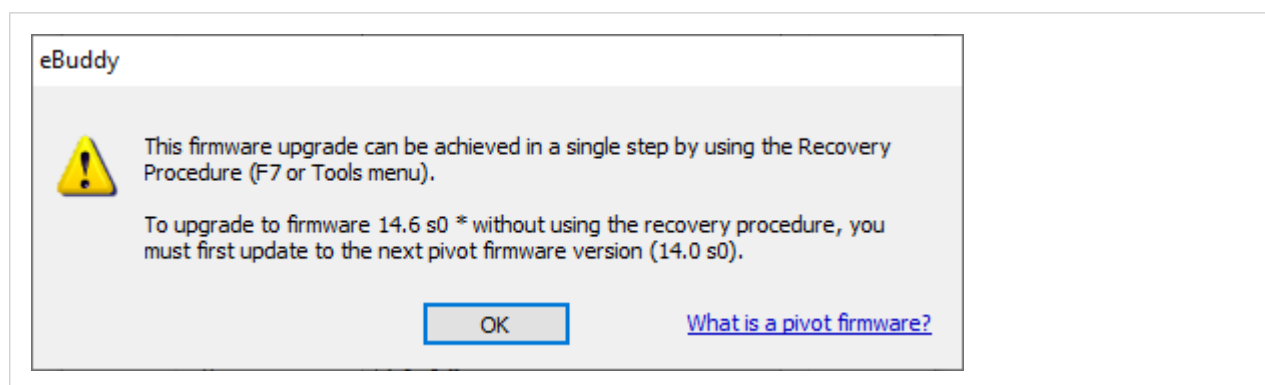 eBuddy
This firmware upgrade can be achieved in a single step by using the Recovery
Procedure (F7 or Tools menu).
To upgrade to firmware 14.6 s0 * without using the recovery procedure, you
must first update to the next pivot firmware version (14.0 s0).
OK
What is a pivot firmware?